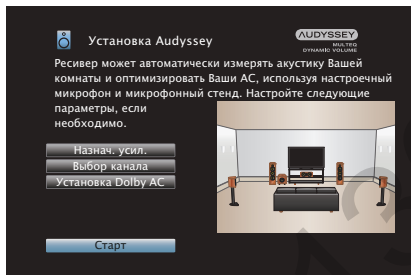 Установка Audyssey
AUDYSSEY
MULTEQ
DYNAMIC VOLUME
Ресивер может автоматически измерять акустику Вашей
комнаты и оптимизировать Ваши АС, используя настроечный
микрофон и микрофонный стенд. Настройте следующие
параметры, если
необходимо.
Назнач. усил.
Выбор канала
Установка Dolby АС
Старт